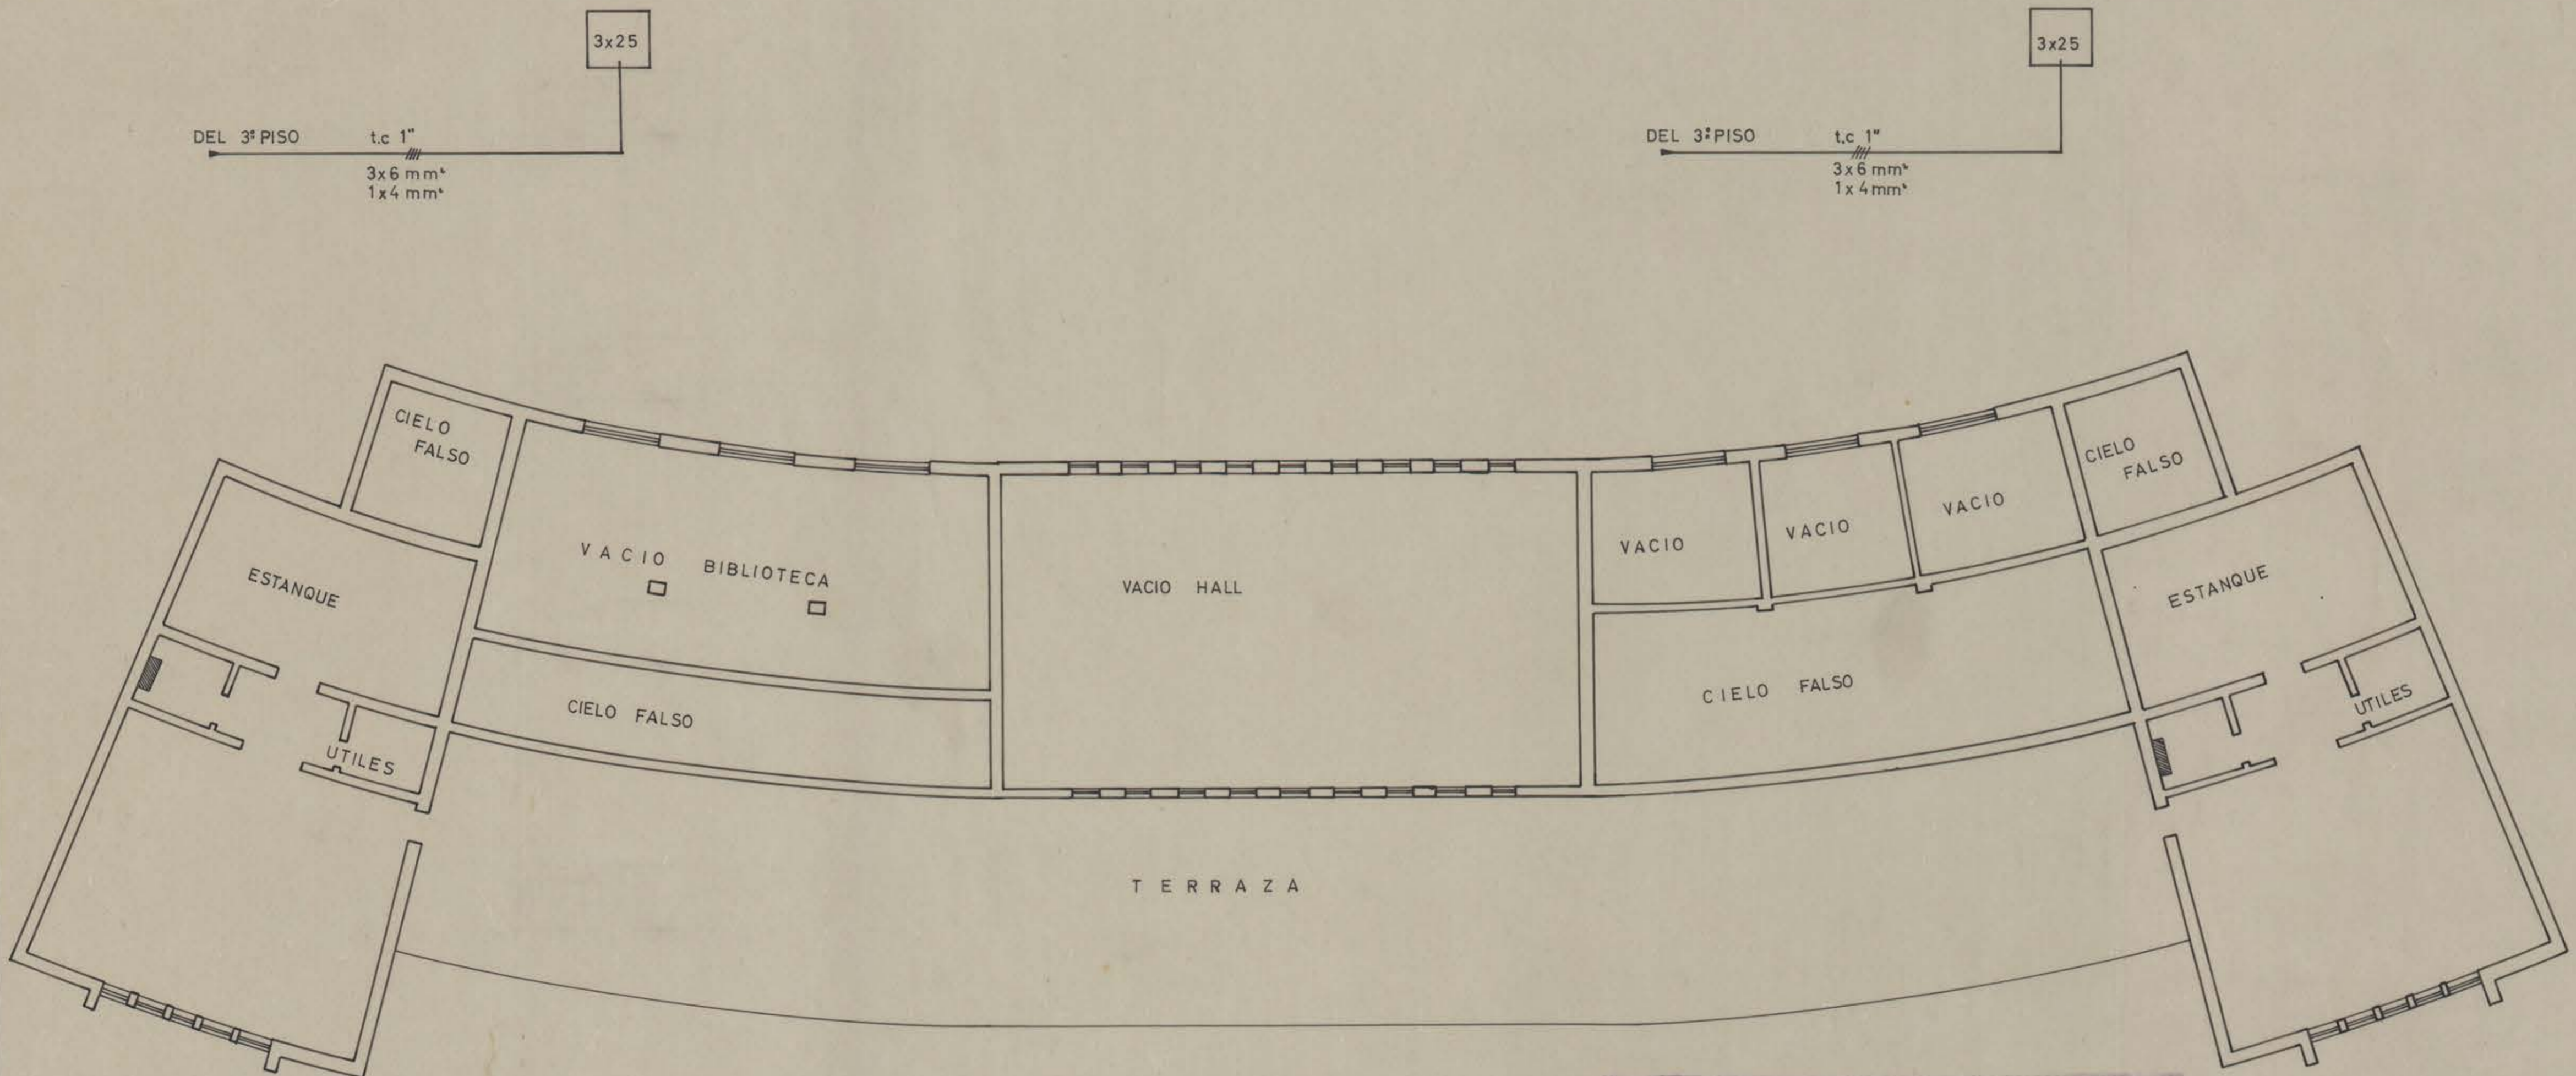 3x25
3x25
DEL 3º PISO t.c 1"
3x6 mm²
1x4 mm²
DEL 3º PISO t.c 1"
3x6 mm²
1x4 mm²
CIELO
FALSO
CIELO
FALSO
ESTANQUE
VACIO BIBLIOTECA
VACIO HALL
VACIO
VACIO
VACIO
ESTANQUE
CIELO FALSO
CIELO FALSO
UTILES
UTILES
TERRAZA